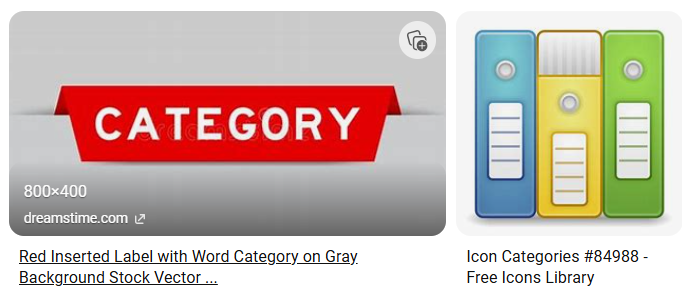 CATEGORY
800×400
dreamstime.com
Red Inserted Label with Word Category on Gray
Background Stock Vector ...
Icon Categories #84988 -
Free Icons Library